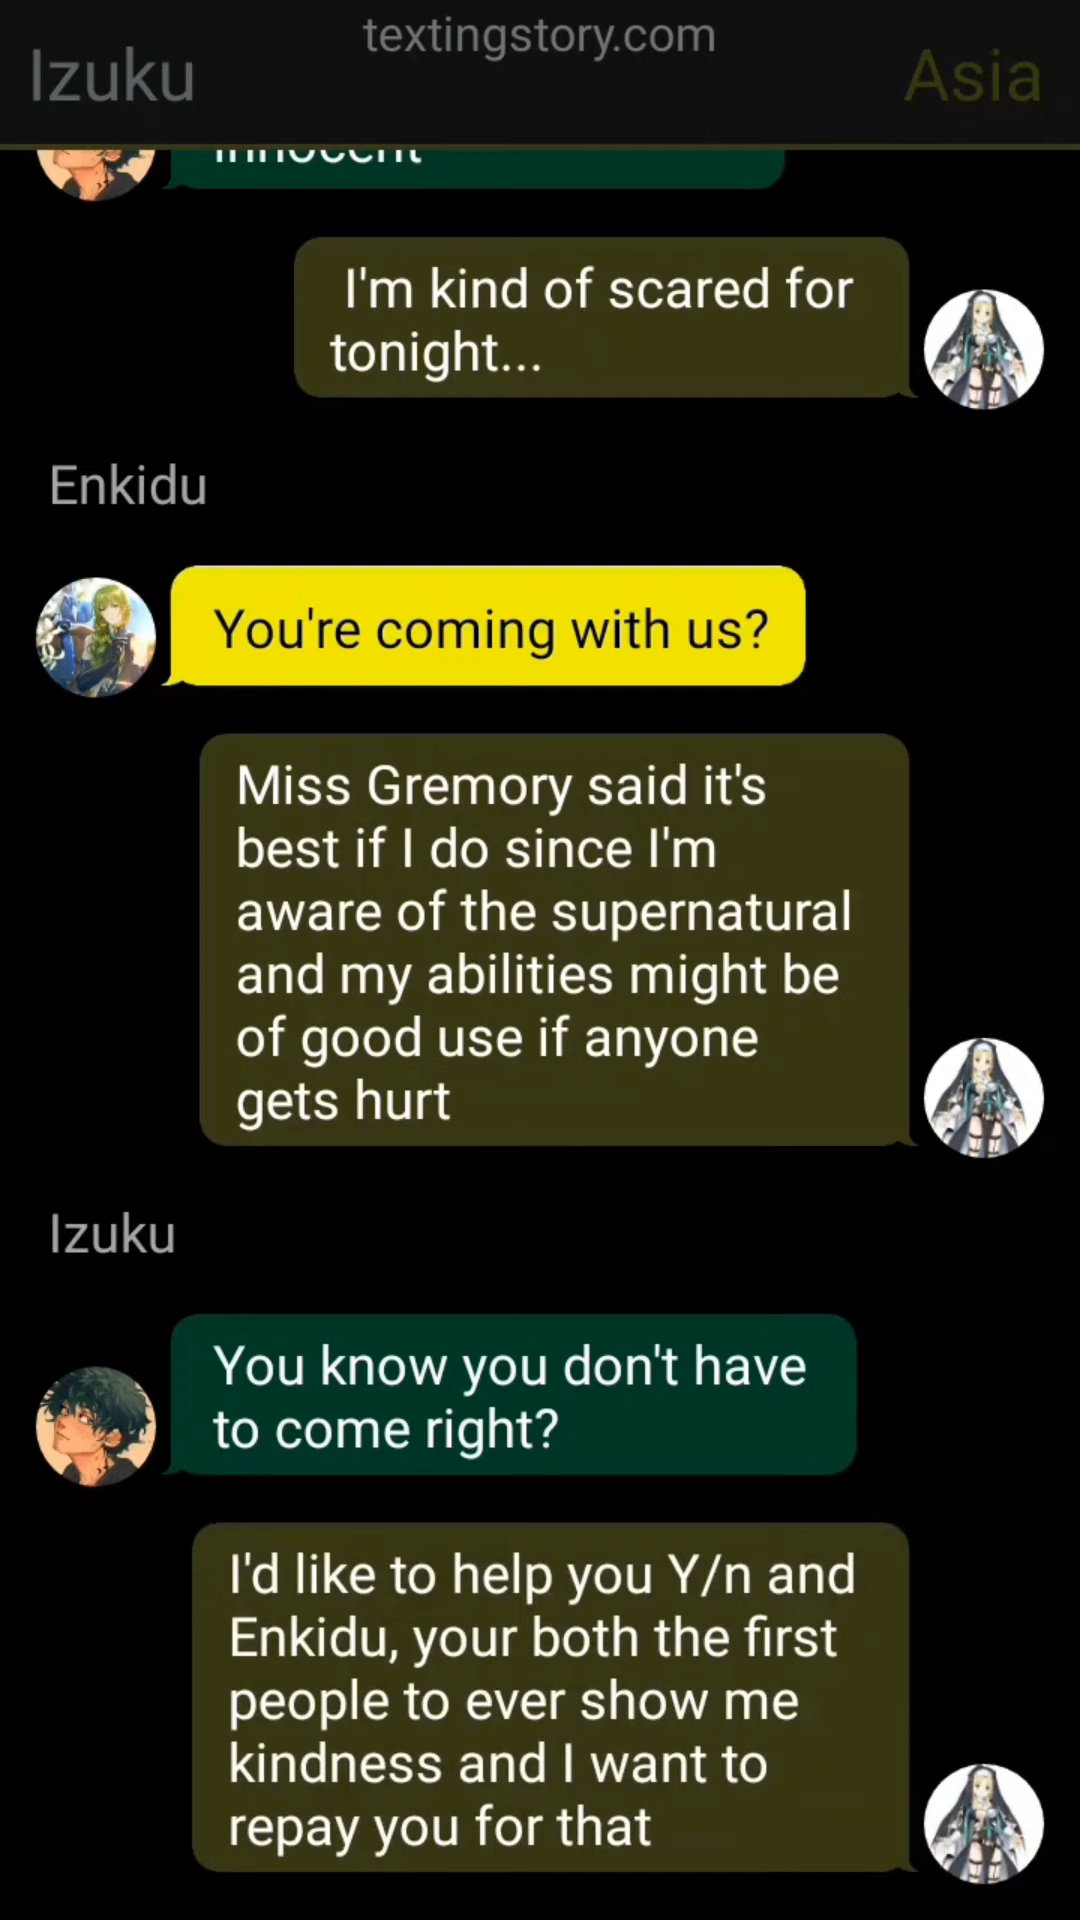 textingstory.com
Izuku
Asia
innocent
I'm kind of scared for
tonight...
Enkidu
You're coming with us?
Miss Gremory said it's
best if I do since I'm
aware of the supernatural
and my abilities might be
of good use if anyone
gets hurt
Izuku
You know you don't have
to come right?
I'd like to help you Y/n and
Enkidu, your both the first
people to ever show me
kindness and I want to
repay you for that